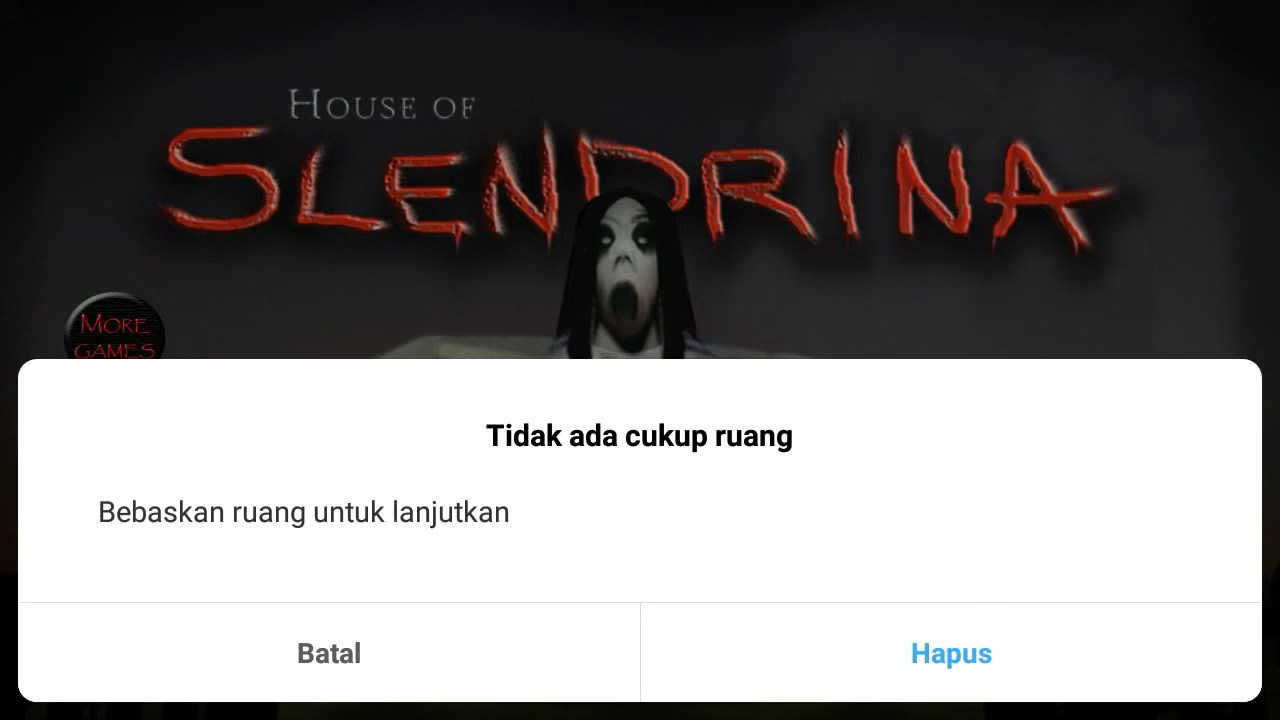 HOUSE OF
SLENDRINA
MORE
GAMES
Tidak ada cukup ruang
Bebaskan ruang untuk lanjutkan
Batal
Hapus